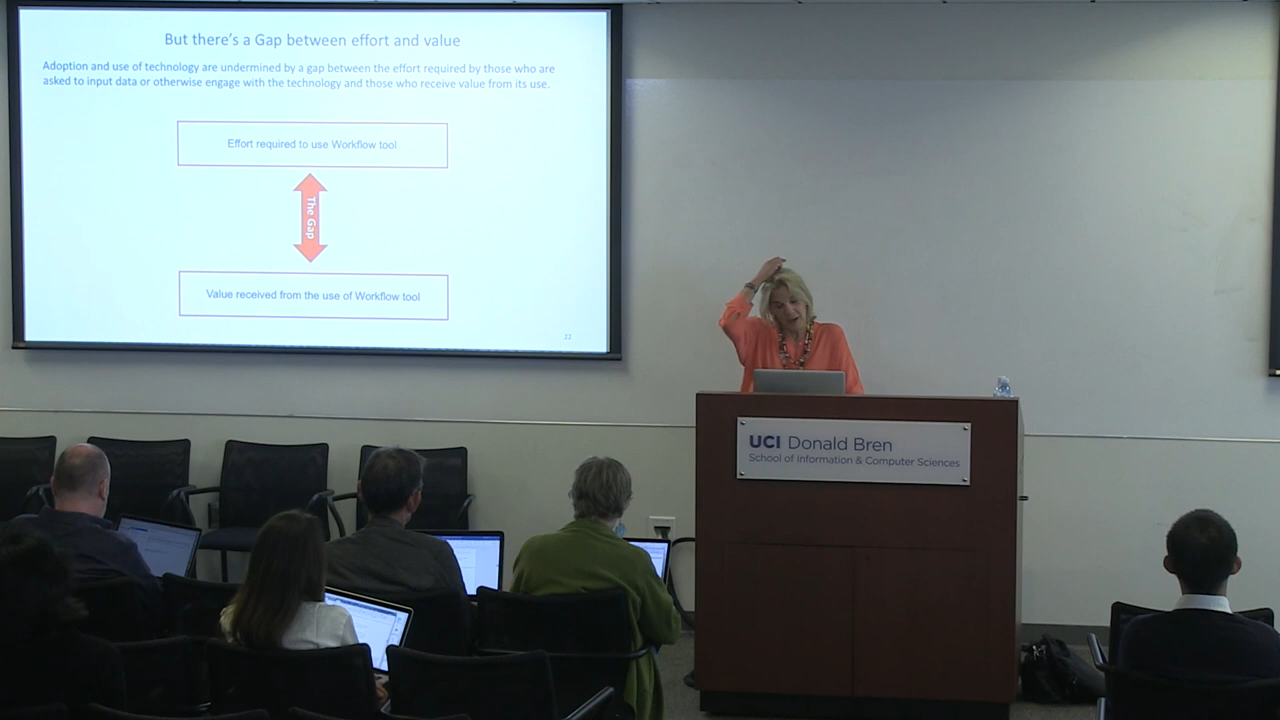 But there's a Gap between effort and value
Adoption and use of technology are undermined by a gap between the effort required by those who are
asked to input data or otherwise engage with the technology and those who receive value from its use.
Effort required to use Workflow tool
The Gap
Value received from the use of Workflow tool
22
UCI Donald Bren
School of Information & Computer Sciences